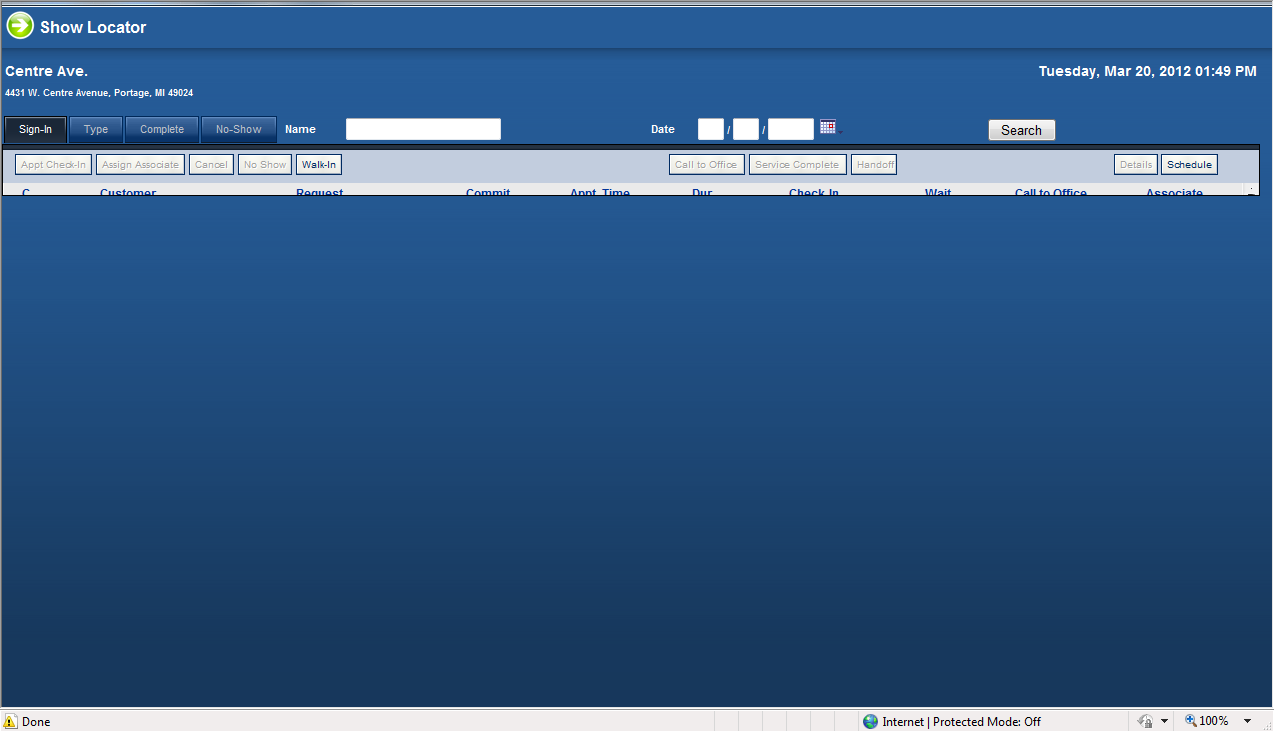 Show Locator
Centre Ave. Tuesday, Mar 20, 2012 01:49 PM
4431 W. Centre Avenue, Portage, MI 49024
Sign-In Type Complete No-Show Name Date / / Search
Appt Check-In Assign Associate Cancel No Show Walk-In Call to Office Service Complete Handoff Details Schedule
C Customer Request Commit Appt. Time Dur Check In Wait Call to Office Associate
Done Internet | Protected Mode: Off 100%